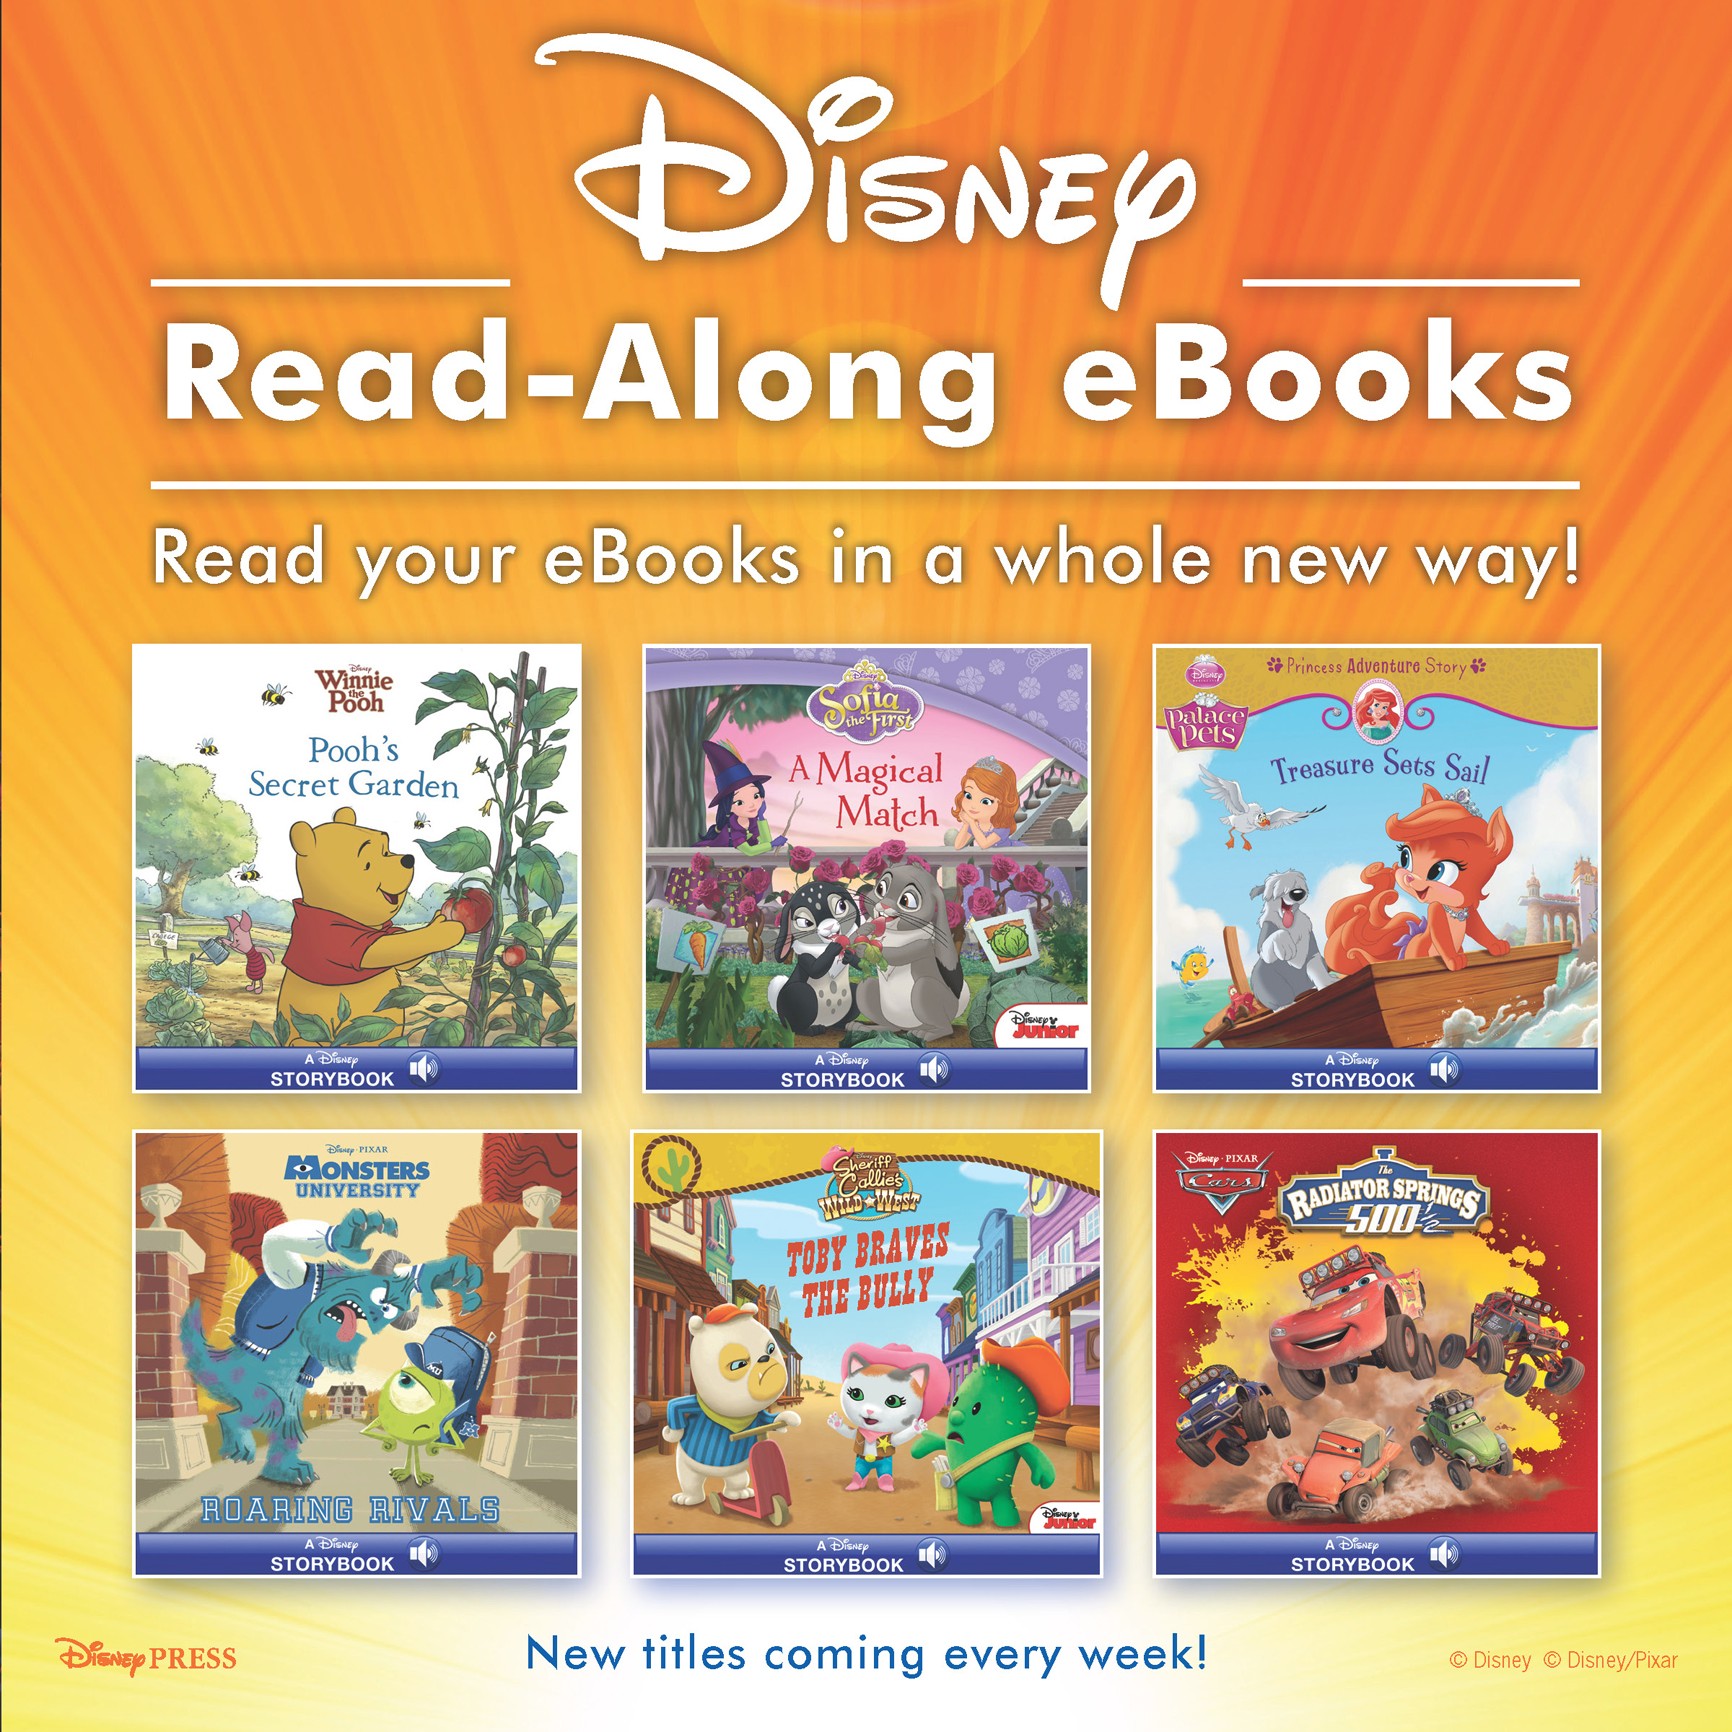 Disney
Read-Along eBooks
Read your eBooks in a whole new way!
Disney
Winnie
the
Pooh
Pooh's
Secret Garden
A Disney
STORYBOOK
Disney
Sofia
the First
A Magical
Match
Disney
Junior
A Disney
STORYBOOK
Princess Adventure Story
Disney
Palace
Pets
Treasure Sets Sail
A Disney
STORYBOOK
Disney · PIXAR
MONSTERS
UNIVERSITY
MU
ROARING RIVALS
A Disney
STORYBOOK
Disney
Sheriff
Callie's
WILD WEST
TOBY BRAVES
THE BULLY
Disney
Junior
A Disney
STORYBOOK
Disney · PIXAR
Cars
The
RADIATOR SPRINGS
500 1/2
A Disney
STORYBOOK
Disney PRESS
New titles coming every week!
© Disney © Disney/Pixar